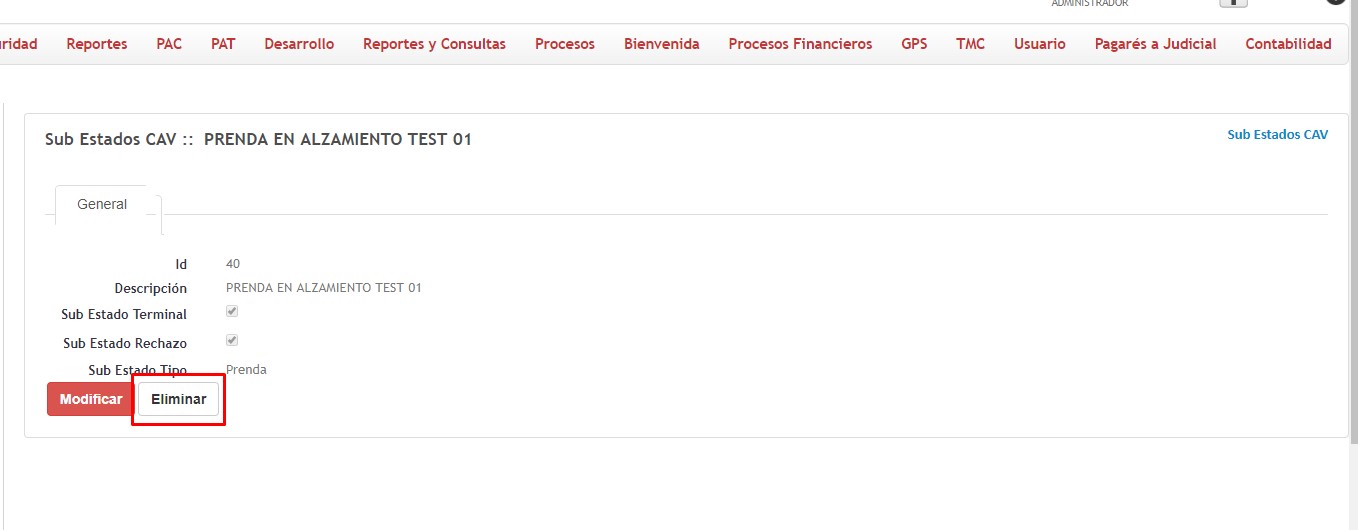 ADMINISTRADOR
ridad Reportes PAC PAT Desarrollo Reportes y Consultas Procesos Bienvenida Procesos Financieros GPS TMC Usuario Pagarés a Judicial Contabilidad
Sub Estados CAV :: PRENDA EN ALZAMIENTO TEST 01 Sub Estados CAV
General
Id 40
Descripción PRENDA EN ALZAMIENTO TEST 01
Sub Estado Terminal
Sub Estado Rechazo
Sub Estado Tipo Prenda
Modificar Eliminar